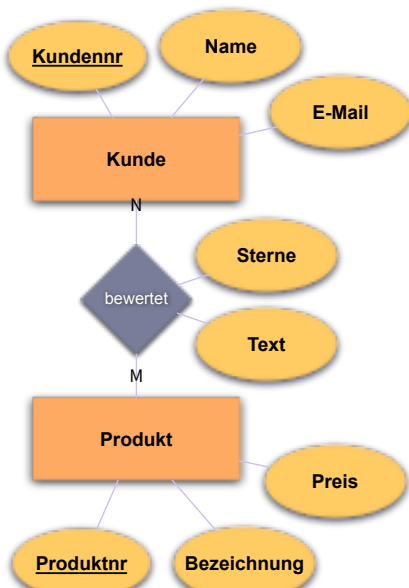 Kundennr
Name
E-Mail
Kunde
N
bewertet
Sterne
Text
M
Produkt
Preis
Produktnr
Bezeichnung